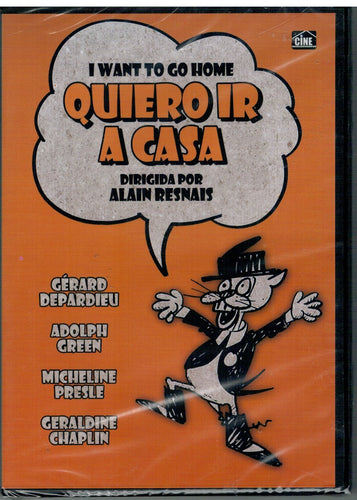 CINE
I WANT TO GO HOME
QUIERO IR
A CASA
DIRIGIDA POR
ALAIN RESNAIS
GÉRARD
DEPARDIEU
ADOLPH
GREEN
MICHELINE
PRESLE
GERALDINE
CHAPLIN